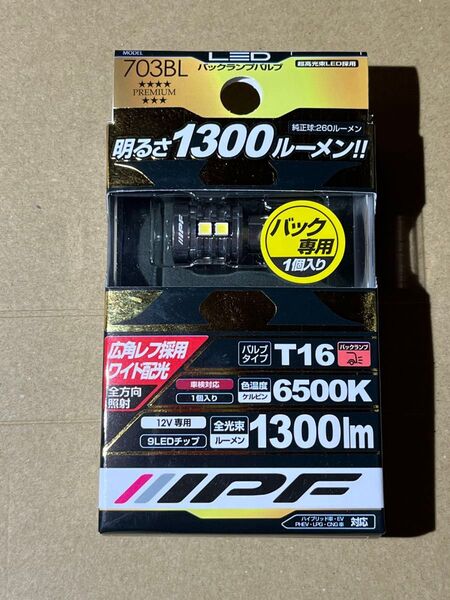 MODEL
703BL
★★★★
PREMIUM
★★★
LED
バックランプバルブ
超高光束LED採用
純正球:260ルーメン
明るさ1300ルーメン!!
IPF
バック
専用
1個入り
広角レフ採用
ワイド配光
全方向
照射
バルブ
タイプ
T16
バックランプ
車検対応
1個入り
色温度
ケルビン
6500K
12V専用
9LEDチップ
全光束
ルーメン
1300lm
IPF
ハイブリッド車・EV
PHEV・LPG・CNG車
対応